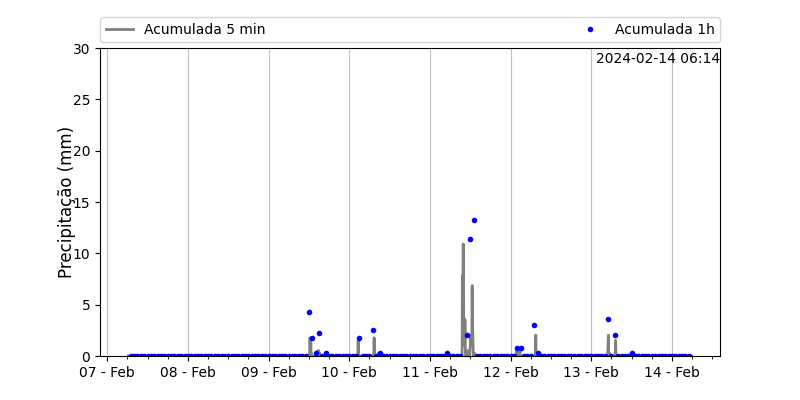 Acumulada 5 min
Acumulada 1h
2024-02-14 06:14
Precipitação (mm)
30
25
20
15
10
5
0
07 - Feb
08 - Feb
09 - Feb
10 - Feb
11 - Feb
12 - Feb
13 - Feb
14 - Feb